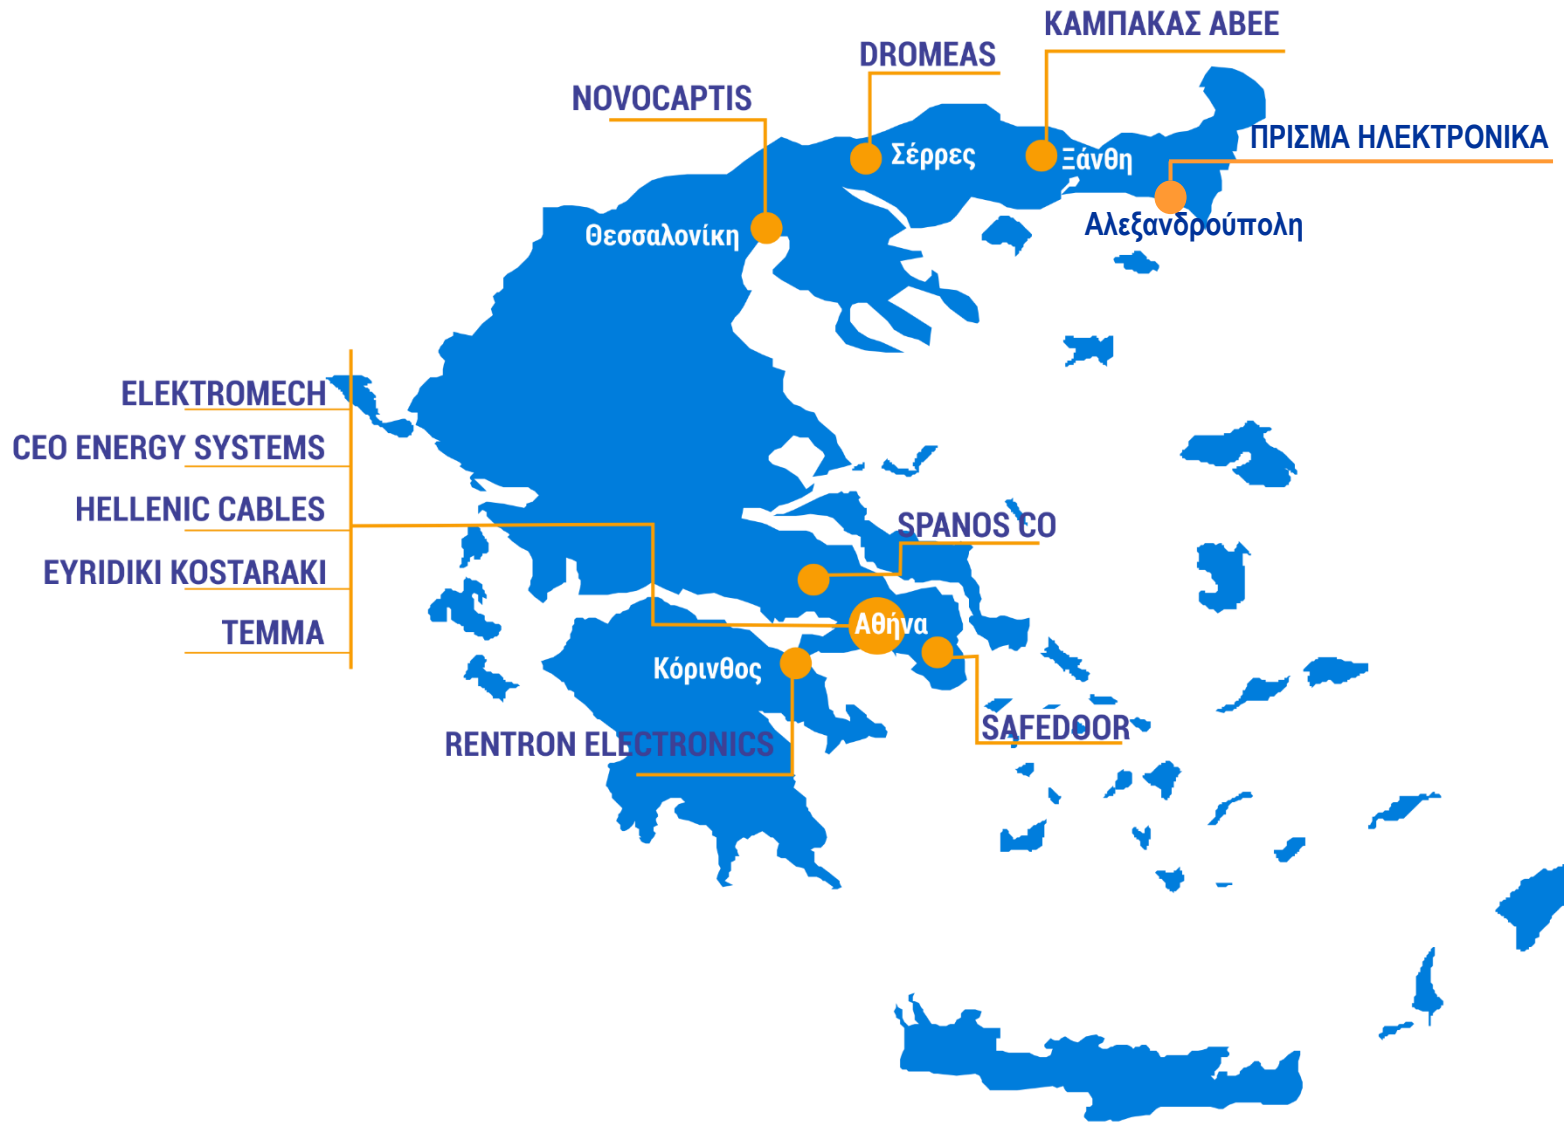 ΚΑΜΠΑΚΑΣ ΑΒΕΕ
DROMEAS
NOVOCAPTIS
ΠΡΙΣΜΑ ΗΛΕΚΤΡΟΝΙΚΑ
Σέρρες
Ξάνθη
Αλεξανδρούπολη
Θεσσαλονίκη
ELEKTROMECH
CEO ENERGY SYSTEMS
HELLENIC CABLES
SPANOS CO
EYRIDIKI KOSTARAKI
TEMMA
Αθήνα
Κόρινθος
SAFEDOOR
RENTRON ELECTRONICS